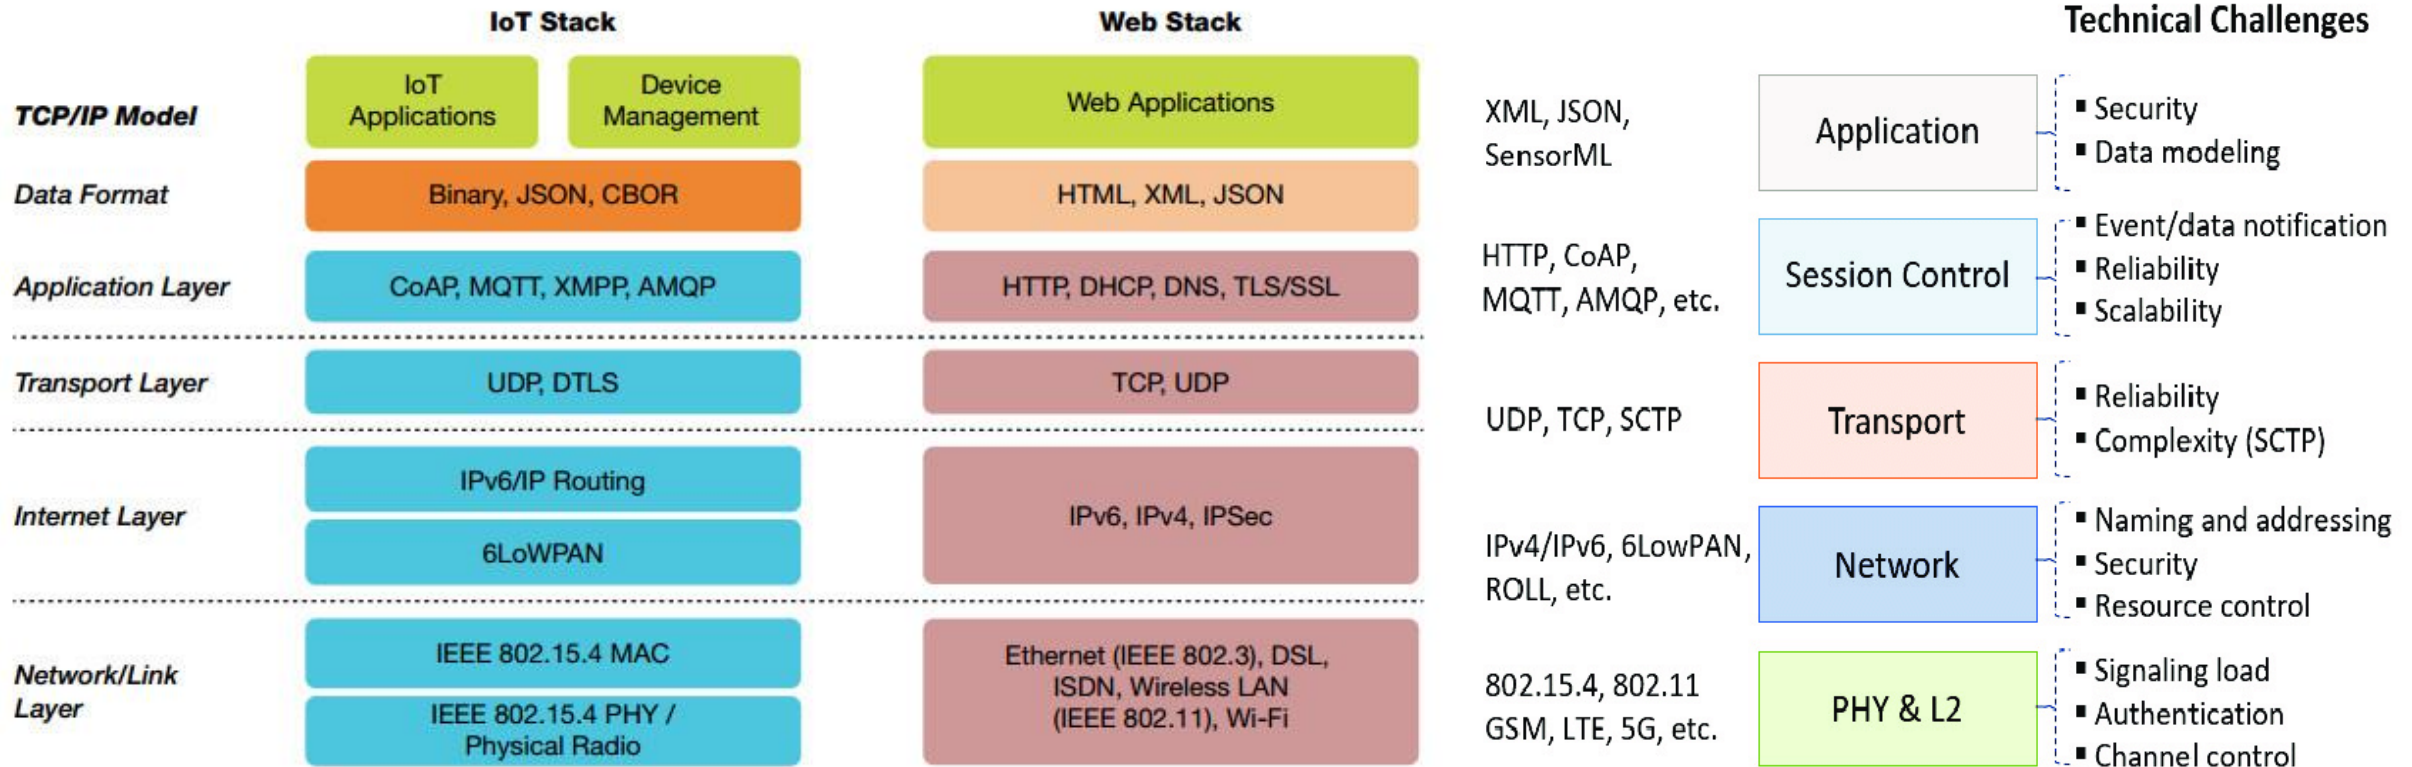 IoT Stack
Web Stack
Technical Challenges
TCP/IP Model
IoT
Applications
Device
Management
Web Applications
Data Format
Binary, JSON, CBOR
HTML, XML, JSON
Application Layer
CoAP, MQTT, XMPP, AMQP
HTTP, DHCP, DNS, TLS/SSL
Transport Layer
UDP, DTLS
TCP, UDP
Internet Layer
IPv6/IP Routing
6LoWPAN
IPv6, IPv4, IPSec
Network/Link
Layer
IEEE 802.15.4 MAC
IEEE 802.15.4 PHY /
Physical Radio
Ethernet (IEEE 802.3), DSL,
ISDN, Wireless LAN
(IEEE 802.11), Wi-Fi
XML, JSON,
SensorML
Application
▪ Security
▪ Data modeling
HTTP, CoAP,
MQTT, AMQP, etc.
Session Control
▪ Event/data notification
▪ Reliability
▪ Scalability
UDP, TCP, SCTP
Transport
▪ Reliability
▪ Complexity (SCTP)
IPv4/IPv6, 6LowPAN,
ROLL, etc.
Network
▪ Naming and addressing
▪ Security
▪ Resource control
802.15.4, 802.11
GSM, LTE, 5G, etc.
PHY & L2
▪ Signaling load
▪ Authentication
▪ Channel control